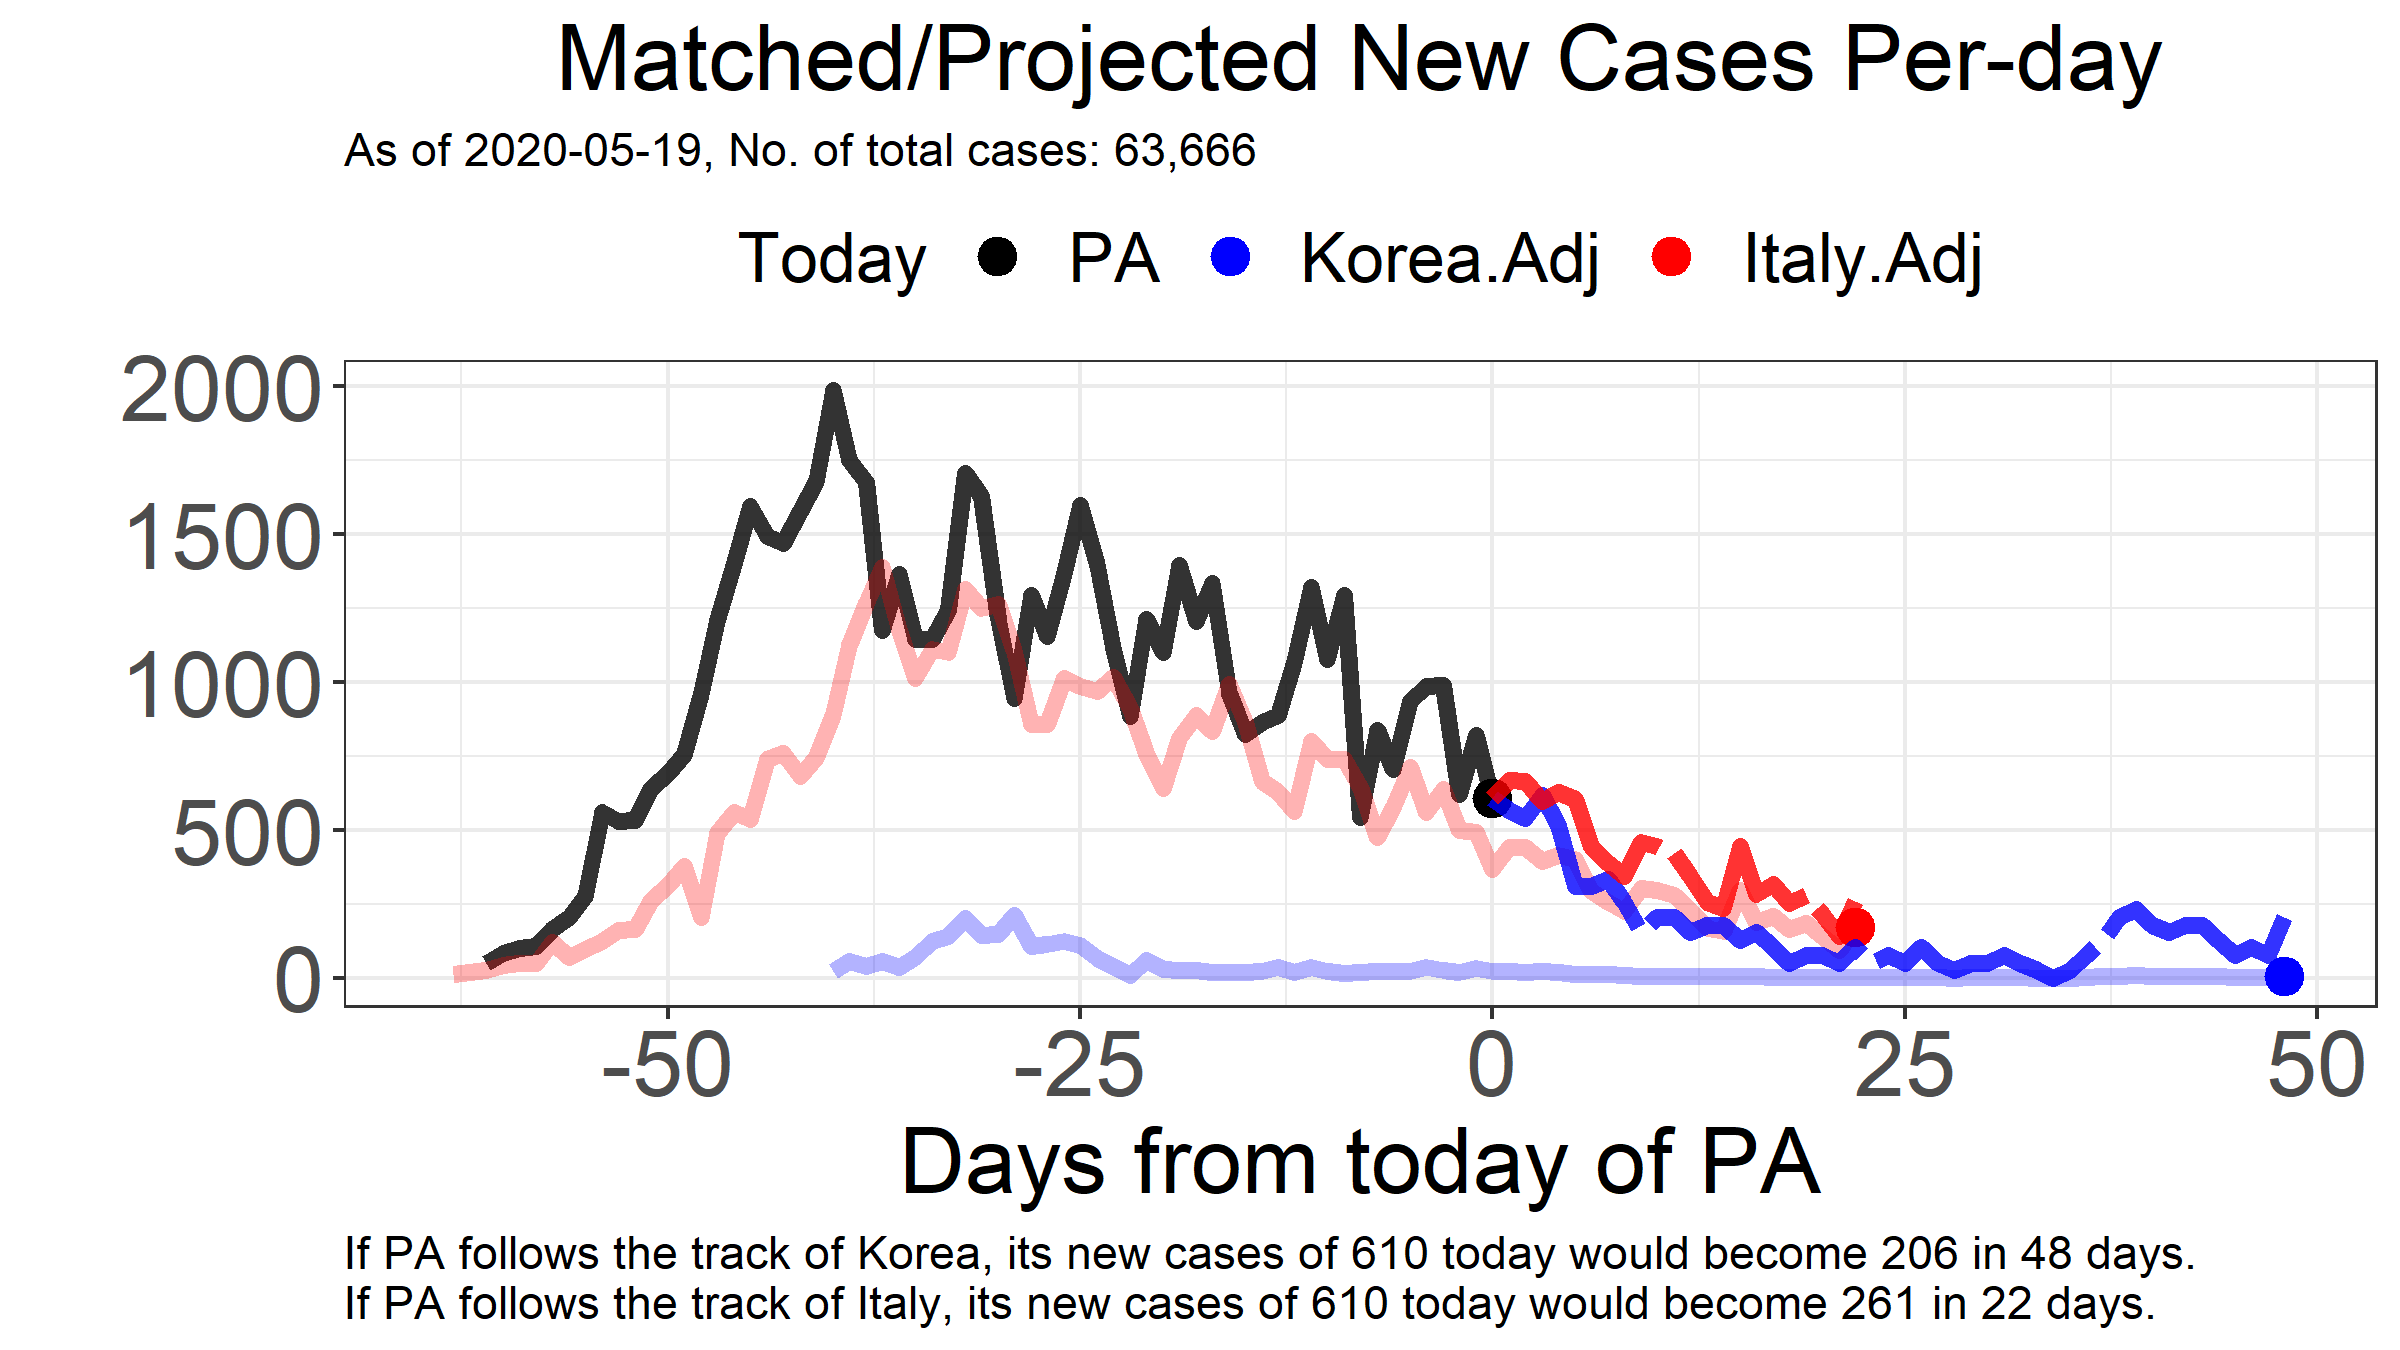 Matched/Projected New Cases Per-day
As of 2020-05-19, No. of total cases: 63,666
Today PA Korea.Adj Italy.Adj
2000
1500
1000
500
0
-50 -25 0 25 50
Days from today of PA
If PA follows the track of Korea, its new cases of 610 today would become 206 in 48 days.
If PA follows the track of Italy, its new cases of 610 today would become 261 in 22 days.